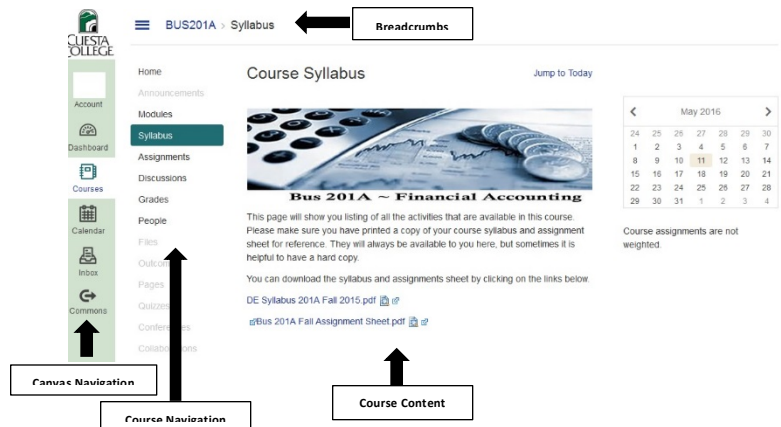 CUESTA
COLLEGE
BUS201A > Syllabus
Breadcrumbs
Account
Dashboard
Courses
Calendar
Inbox
Commons
Home
Announcements
Modules
Syllabus
Assignments
Discussions
Grades
People
Files
Outcom
Pages
Quizzes
Confere ces
Collabo ons
Course Syllabus
Jump to Today
Bus 201A ~ Financial Accounting
This page will show you listing of all the activities that are available in this course.
Please make sure you have printed a copy of your course syllabus and assignment
sheet for reference. They will always be available to you here, but sometimes it is
helpful to have a hard copy.
You can download the syllabus and assignments sheet by clicking on the links below.
DE Syllabus 201A Fall 2015.pdf
Bus 201A Fall Assignment Sheet.pdf
May 2016
24 25 26 27 28 29 30
1 2 3 4 5 6 7
8 9 10 11 12 13 14
15 16 17 18 19 20 21
22 23 24 25 26 27 28
29 30 31 1 2 3 4
Course assignments are not
weighted.
Canvas Navigation
Course Navigation
Course Content